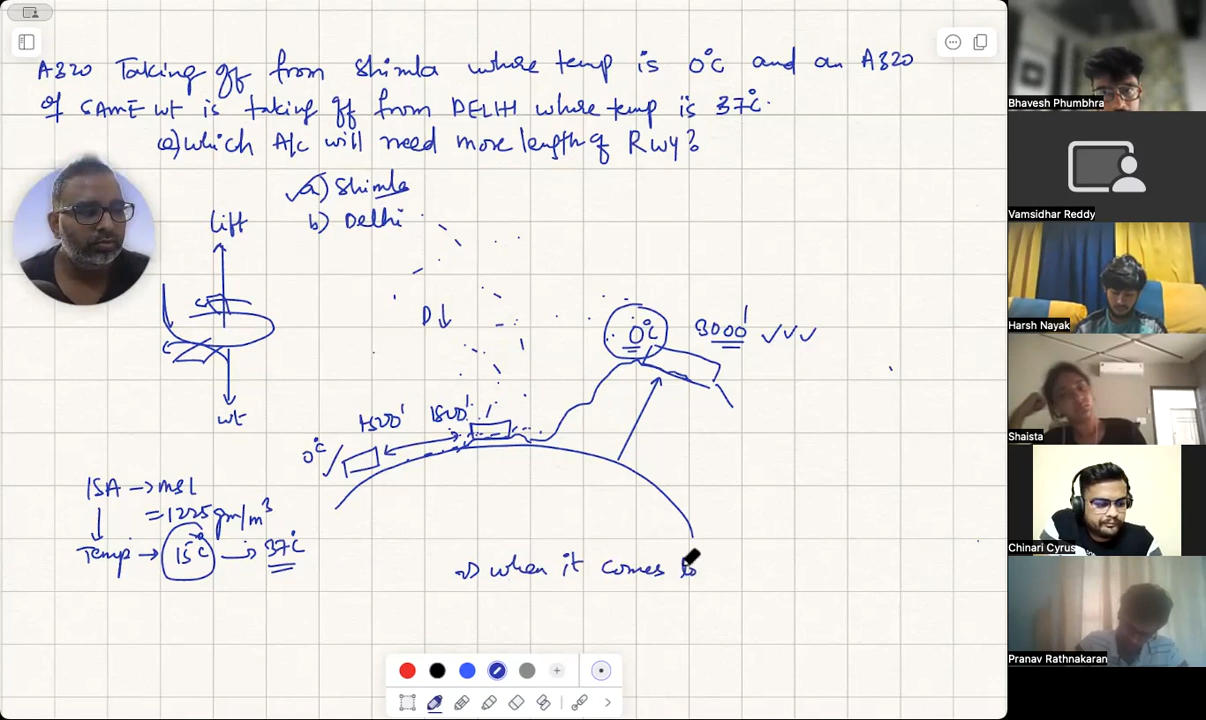 A320 Taking off from Shimla whose temp is 0°C and an A320
of SAME wt is taking off from DELHI whose temp is 37°C.
(a) which A/c will need more length of Rwy?
a) Shimla
b) Delhi
lift
wt
D↓
0°C
3000' ✓✓✓
1500'
0°C
ISA → MSL
= 1225 gm/m³
Temp → 15°C → 37°C
⇒ when it comes to
Bhavesh Phumbhra
Vamsidhar Reddy
Harsh Nayak
Shaista
Chinari Cyrus
Pranav Rathnakaran